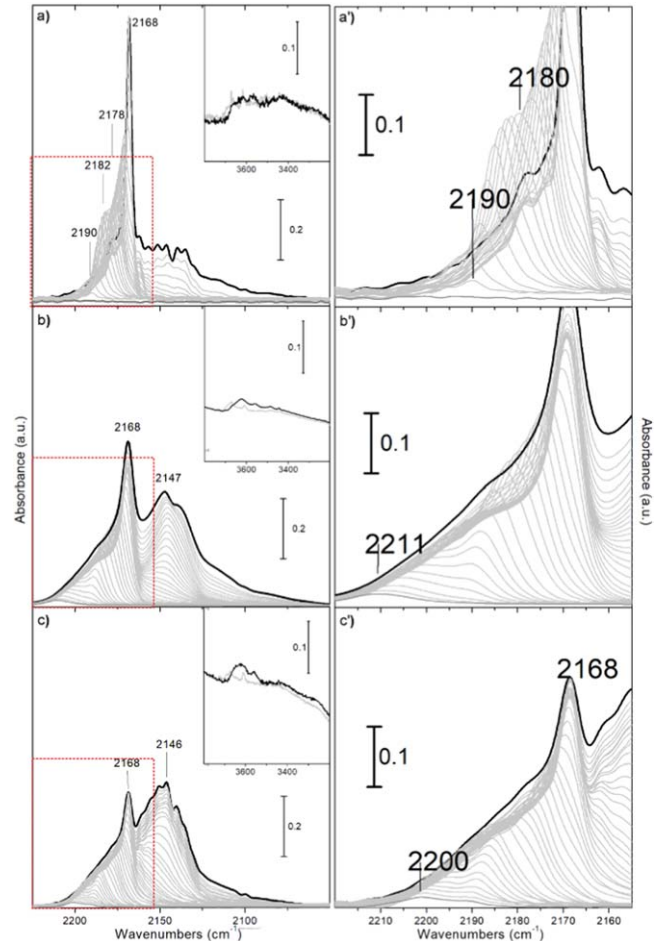 a)
2168
2178
2182
2190
0.1
3600 3400
0.2
a')
2180
0.1
2190
b)
2168
2147
0.1
3600 3400
0.2
b')
0.1
2211
c)
2168
2146
0.1
3600 3400
0.2
c')
2168
0.1
2200
Absorbance (a.u.)
Absorbance (a.u.)
2200 2150 2100
Wavenumbers (cm-1)
2210 2200 2190 2180 2170 2160
Wavenumbers (cm-1)